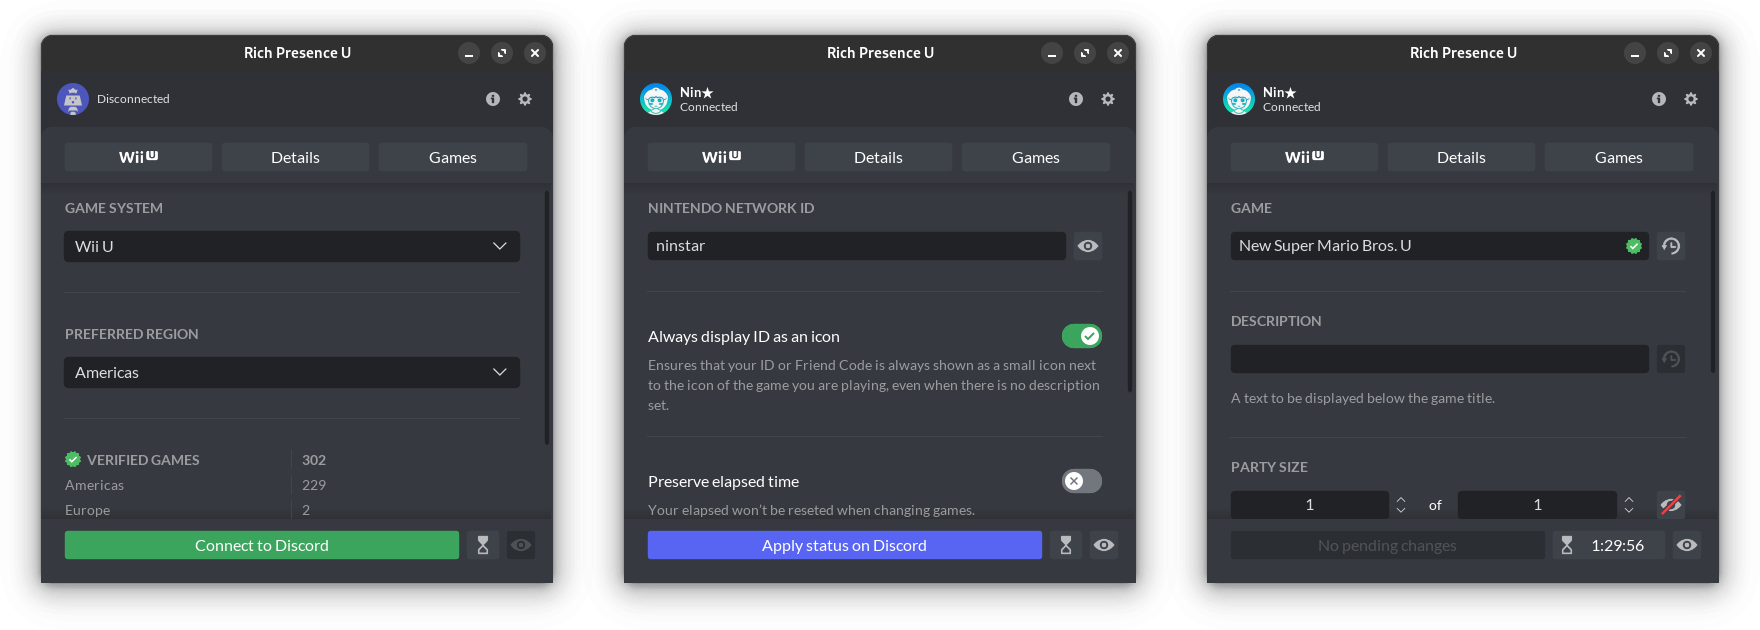 Rich Presence U
Disconnected
Wii U
Details
Games
GAME SYSTEM
Wii U
PREFERRED REGION
Americas
VERIFIED GAMES 302
Americas 229
Europe 2
Connect to Discord
Rich Presence U
Nin★
Connected
Wii U
Details
Games
NINTENDO NETWORK ID
ninstar
Always display ID as an icon
Ensures that your ID or Friend Code is always shown as a small icon next
to the icon of the game you are playing, even when there is no description
set.
Preserve elapsed time
Your elapsed won't be reseted when changing games.
Apply status on Discord
Rich Presence U
Nin★
Connected
Wii U
Details
Games
GAME
New Super Mario Bros. U
DESCRIPTION
A text to be displayed below the game title.
PARTY SIZE
1 of 1
No pending changes
1:29:56